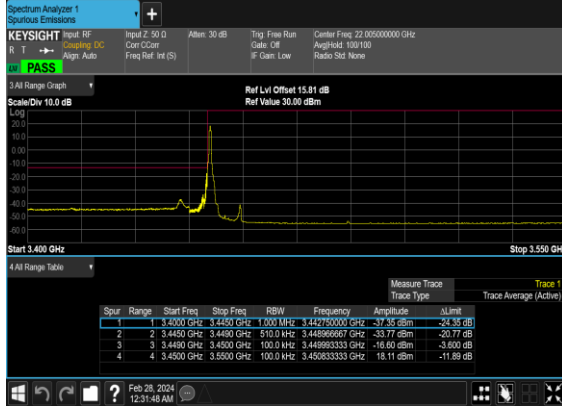 Spectrum Analyzer 1
Spurious Emissions
+
KEYSIGHT Input: RF Input Z: 50 Ω Atten: 30 dB Trig: Free Run Center Freq: 22.005000000 GHz
R T Coupling: DC Corr CCorr Gate: Off Avg|Hold: 100/100
Align: Auto Freq Ref: Int (S) IF Gain: Low Radio Std: None
PASS
3 All Range Graph
Ref Lvl Offset 15.81 dB
Scale/Div 10.0 dB Ref Value 30.00 dBm
Log
20.0
10.0
0.00
-10.0
-20.0
-30.0
-40.0
-50.0
-60.0
Start 3.400 GHz Stop 3.550 GH
4 All Range Table
Measure Trace Trace 1
Trace Type Trace Average (Active)
Spur Range Start Freq Stop Freq RBW Frequency Amplitude ΔLimit
1 1 3.4000 GHz 3.4450 GHz 1.000 MHz 3.442750000 GHz -37.35 dBm -24.35 dB
2 2 3.4450 GHz 3.4490 GHz 510.0 kHz 3.448966667 GHz -33.77 dBm -20.77 dB
3 3 3.4490 GHz 3.4500 GHz 100.0 kHz 3.449993333 GHz -16.60 dBm -3.600 dB
4 4 3.4500 GHz 3.5500 GHz 100.0 kHz 3.450833333 GHz 18.11 dBm -11.89 dB
? Feb 28, 2024
12:31:48 AM